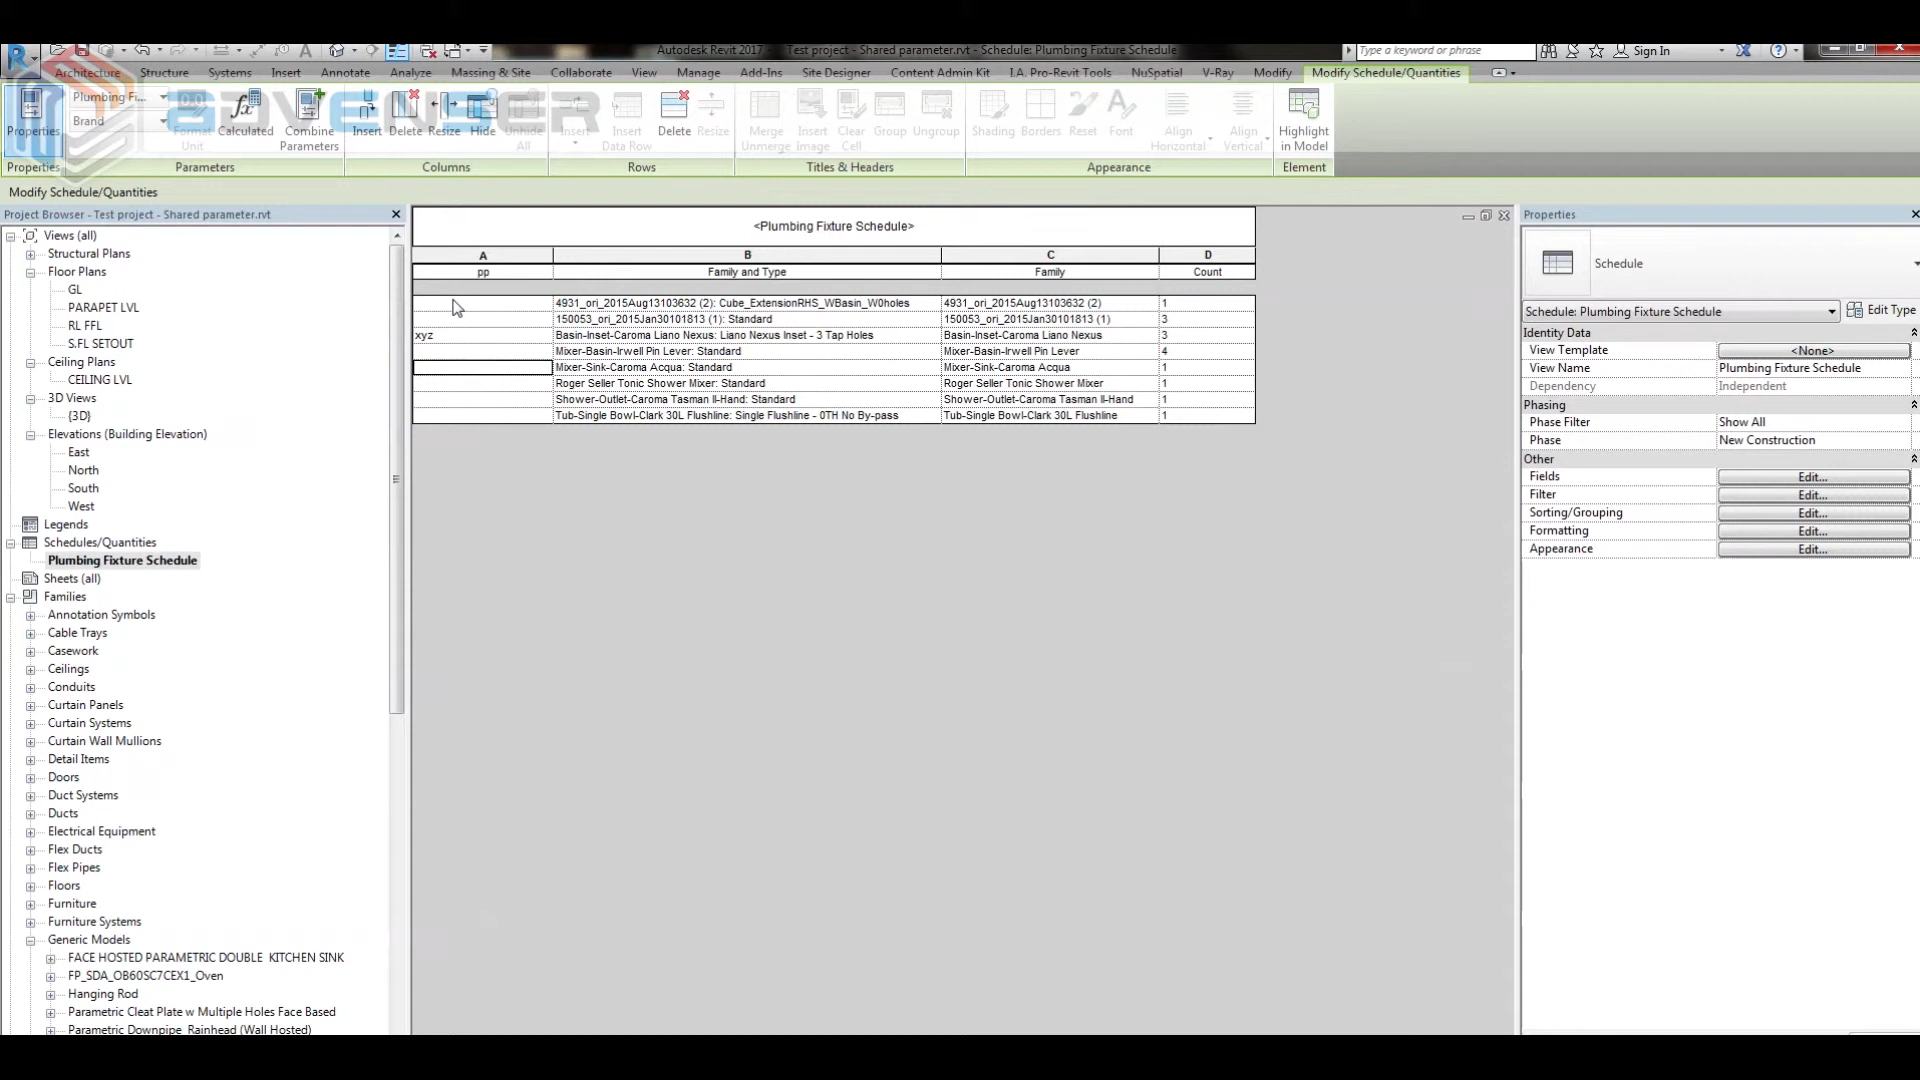 Autodesk Revit 2017 - Test project - Shared parameter.rvt - Schedule: Plumbing Fixture Schedule
Type a keyword or phrase
Sign In
Architecture Structure Systems Insert Annotate Analyze Massing & Site Collaborate View Manage Add-Ins Site Designer Content Admin Kit I.A. Pro-Revit Tools NuSpatial V-Ray Modify Modify Schedule/Quantities
Plumbing Fi...
Brand
Properties
Format Unit
Calculated
Combine Parameters
Insert Delete Resize Hide Unhide All
Insert
Insert Data Row
Delete Resize
Merge Unmerge
Insert Image
Clear Cell
Group Ungroup
Shading Borders Reset Font
Align Horizontal
Align Vertical
Highlight in Model
Properties Parameters Columns Rows Titles & Headers Appearance Element
ADVENSER
Modify Schedule/Quantities
Project Browser - Test project - Shared parameter.rvt
Views (all)
Structural Plans
Floor Plans
GL
PARAPET LVL
RL FFL
S.FL SETOUT
Ceiling Plans
CEILING LVL
3D Views
{3D}
Elevations (Building Elevation)
East
North
South
West
Legends
Schedules/Quantities
Plumbing Fixture Schedule
Sheets (all)
Families
Annotation Symbols
Cable Trays
Casework
Ceilings
Conduits
Curtain Panels
Curtain Systems
Curtain Wall Mullions
Detail Items
Doors
Duct Systems
Ducts
Electrical Equipment
Flex Ducts
Flex Pipes
Floors
Furniture
Furniture Systems
Generic Models
FACE HOSTED PARAMETRIC DOUBLE KITCHEN SINK
FP_SDA_OB60SC7CEX1_Oven
Hanging Rod
Parametric Cleat Plate w Multiple Holes Face Based
Parametric Downpipe Rainhead (Wall Hosted)
<Plumbing Fixture Schedule>
A B C D
pp Family and Type Family Count
4931_ori_2015Aug13103632 (2): Cube_ExtensionRHS_WBasin_W0holes 4931_ori_2015Aug13103632 (2) 1
150053_ori_2015Jan30101813 (1): Standard 150053_ori_2015Jan30101813 (1) 3
xyz Basin-Inset-Caroma Liano Nexus: Liano Nexus Inset - 3 Tap Holes Basin-Inset-Caroma Liano Nexus 3
Mixer-Basin-Irwell Pin Lever: Standard Mixer-Basin-Irwell Pin Lever 4
Mixer-Sink-Caroma Acqua: Standard Mixer-Sink-Caroma Acqua 1
Roger Seller Tonic Shower Mixer: Standard Roger Seller Tonic Shower Mixer 1
Shower-Outlet-Caroma Tasman II-Hand: Standard Shower-Outlet-Caroma Tasman II-Hand 1
Tub-Single Bowl-Clark 30L Flushline: Single Flushline - 0TH No By-pass Tub-Single Bowl-Clark 30L Flushline 1
Properties
Schedule
Schedule: Plumbing Fixture Schedule Edit Type
Identity Data
View Template <None>
View Name Plumbing Fixture Schedule
Dependency Independent
Phasing
Phase Filter Show All
Phase New Construction
Other
Fields Edit...
Filter Edit...
Sorting/Grouping Edit...
Formatting Edit...
Appearance Edit...